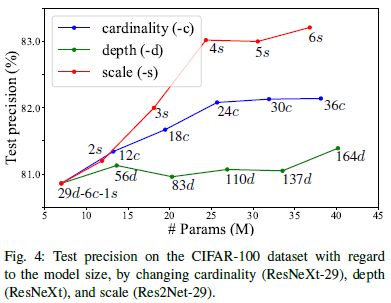 cardinality (-c)
depth (-d)
scale (-s)
Test precision (%)
83.0
82.0
81.0
4s
5s
6s
3s
24c
30c
36c
18c
2s
12c
56d
83d
110d
137d
164d
29d-6c-1s
5
10
15
20
25
30
35
40
45
# Params (M)
Fig. 4: Test precision on the CIFAR-100 dataset with regard
to the model size, by changing cardinality (ResNeXt-29), depth
(ResNeXt), and scale (Res2Net-29).